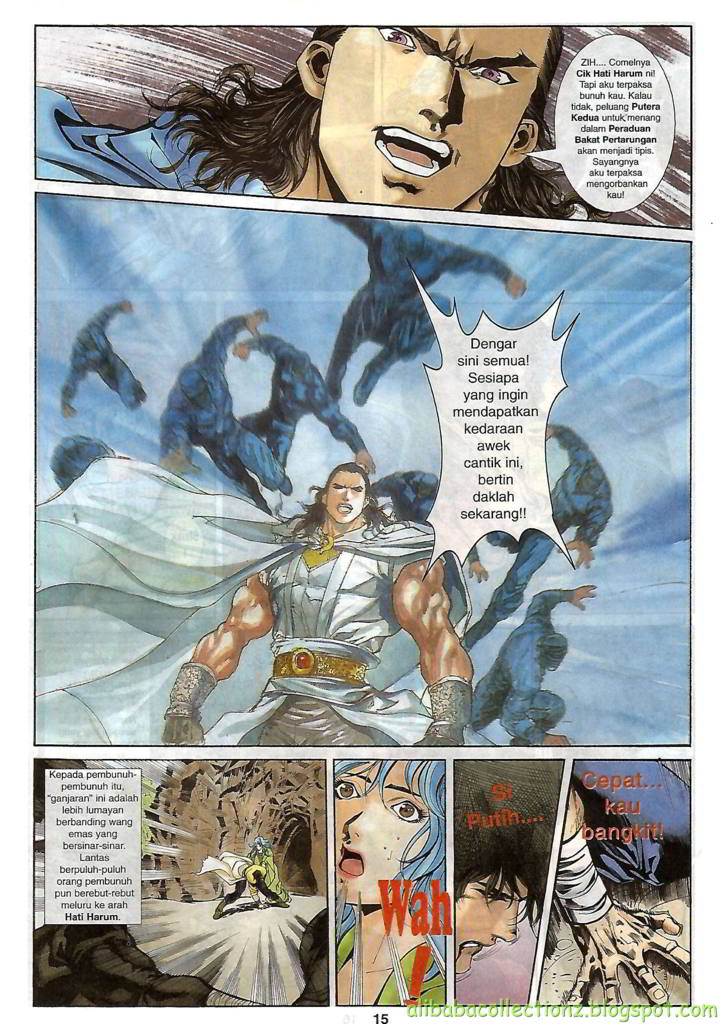 ZIH.... Comelnya
Cik Hati Harum ni!
Tapi aku terpaksa
bunuh kau. Kalau
tidak, peluang Putera
Kedua untuk menang
dalam Peraduan
Bakat Pertarungan
akan menjadi tipis.
Sayangnya
aku terpaksa
mengorbankan
kau!
Dengar
sini semua!
Sesiapa
yang ingin
mendapatkan
kedaraan
awek
cantik ini,
bertin
daklah
sekarang!!
Kepada pembunuh-
pembunuh itu,
"ganjaran" ini adalah
lebih lumayan
berbanding wang
emas yang
bersinar-sinar.
Lantas
berpuluh-puluh
orang pembunuh
pun berebut-rebut
meluru ke arah
Hati Harum.
Wah
!
Si
Putih....
Cepat...
kau
bangkit!
15
alibabacollectionz.blogspot.com